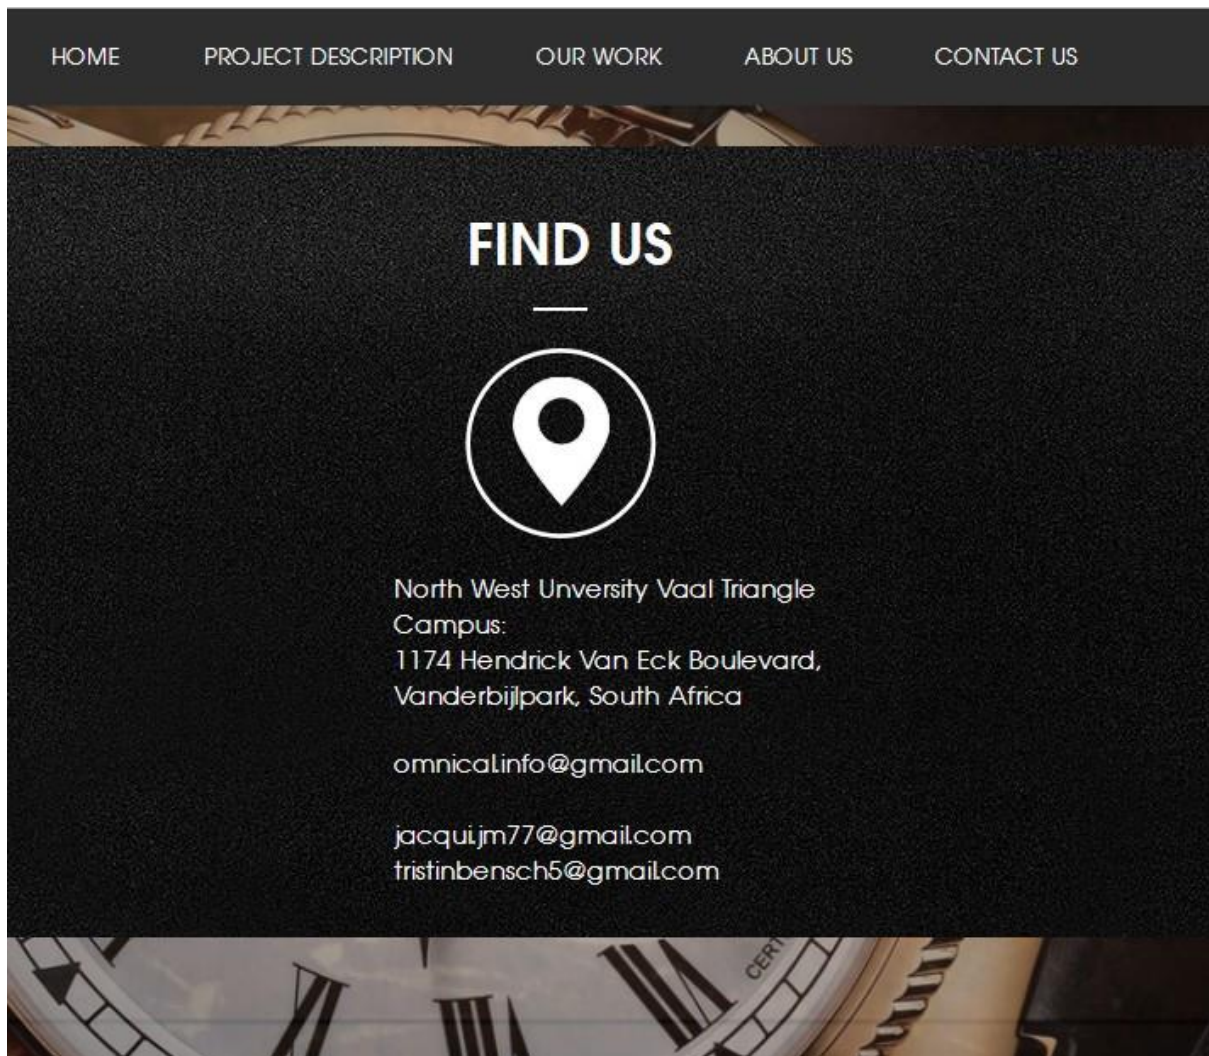 HOME PROJECT DESCRIPTION OUR WORK ABOUT US CONTACT US
FIND US
North West Unversity Vaal Triangle
Campus:
1174 Hendrick Van Eck Boulevard,
Vanderbijlpark, South Africa
omnical.info@gmail.com
jacqui.jm77@gmail.com
tristinbensch5@gmail.com
CERT